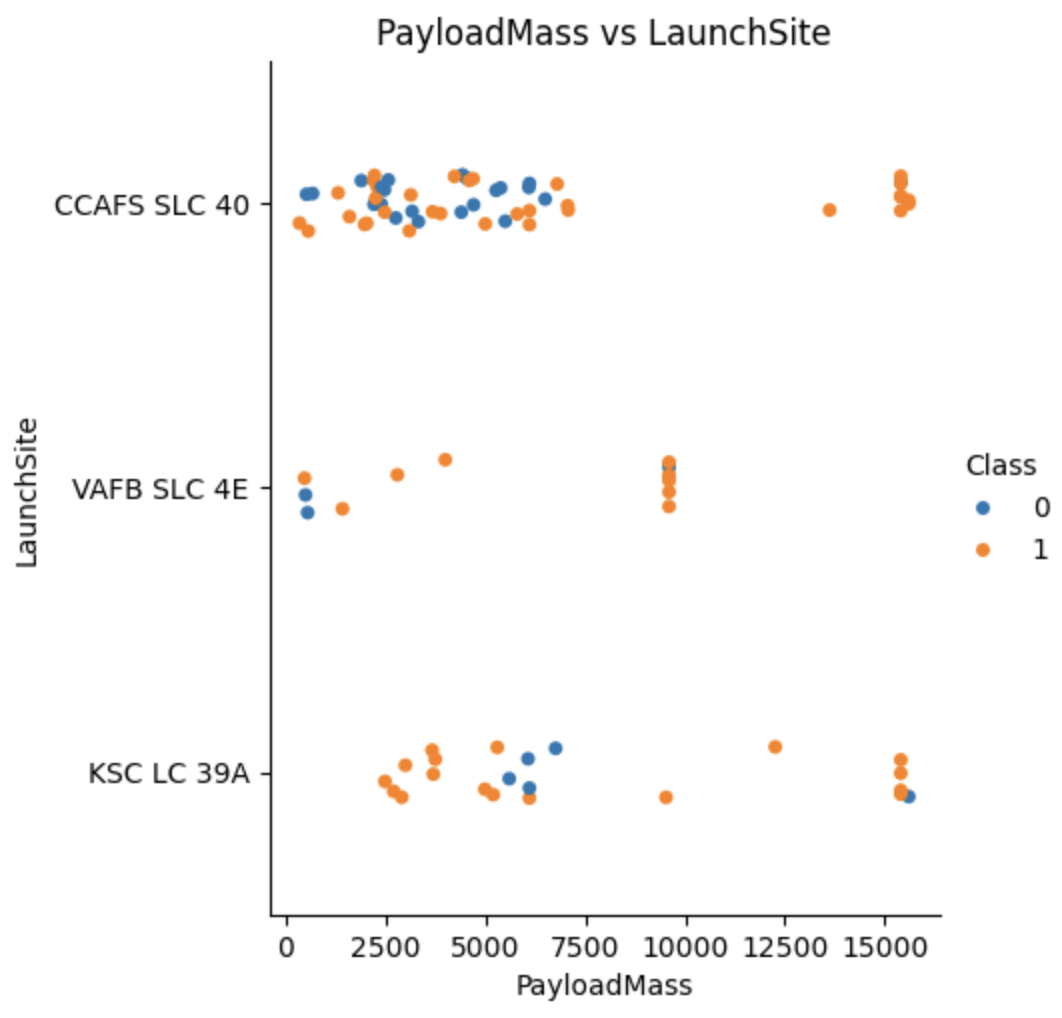 PayloadMass vs LaunchSite
CCAFS SLC 40
VAFB SLC 4E
KSC LC 39A
LaunchSite
0 2500 5000 7500 10000 12500 15000
PayloadMass
Class
0
1